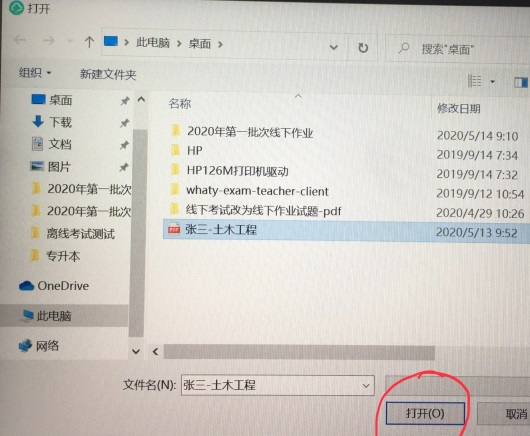 打开
此电脑
桌面
搜索"桌面"
组织
新建文件夹
名称
修改日期
桌面
下载
文档
图片
2020年第一批次
2020年第一批次
离线考试测试
专升本
OneDrive
此电脑
网络
2020年第一批次线下作业
2020/5/14 9:10
HP
2019/9/14 7:34
HP126M打印机驱动
2019/9/14 7:32
whaty-exam-teacher-client
2019/9/12 10:54
线下考试改为线下作业试题-pdf
2020/4/29 10:26
张三-土木工程
2020/5/13 9:52
文件名(N):
张三-土木工程
打开(O)
取消